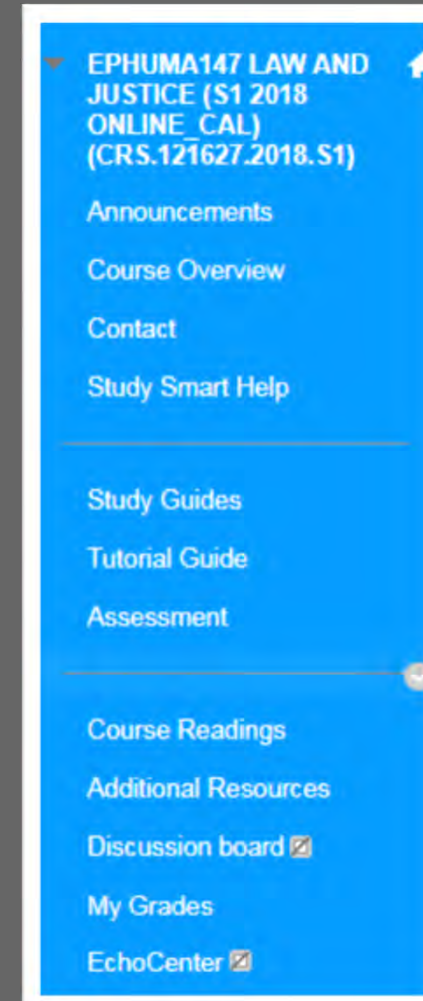 EPHUMA147 LAW AND
JUSTICE (S1 2018
ONLINE_CAL)
(CRS.121627.2018.S1)
Announcements
Course Overview
Contact
Study Smart Help
Study Guides
Tutorial Guide
Assessment
Course Readings
Additional Resources
Discussion board
My Grades
EchoCenter